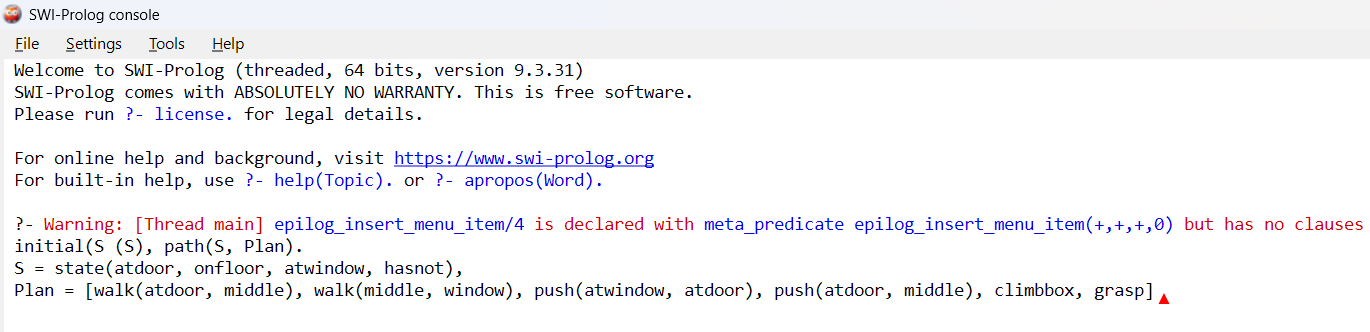 SWI-Prolog console
File Settings Tools Help
Welcome to SWI-Prolog (threaded, 64 bits, version 9.3.31)
SWI-Prolog comes with ABSOLUTELY NO WARRANTY. This is free software.
Please run ?- license. for legal details.
For online help and background, visit https://www.swi-prolog.org
For built-in help, use ?- help(Topic). or ?- apropos(Word).
?- Warning: [Thread main] epilog_insert_menu_item/4 is declared with meta_predicate epilog_insert_menu_item(+,+,+,0) but has no clauses
initial(S (S), path(S, Plan).
S = state(atdoor, onfloor, atwindow, hasnot),
Plan = [walk(atdoor, middle), walk(middle, window), push(atwindow, atdoor), push(atdoor, middle), climbbox, grasp]